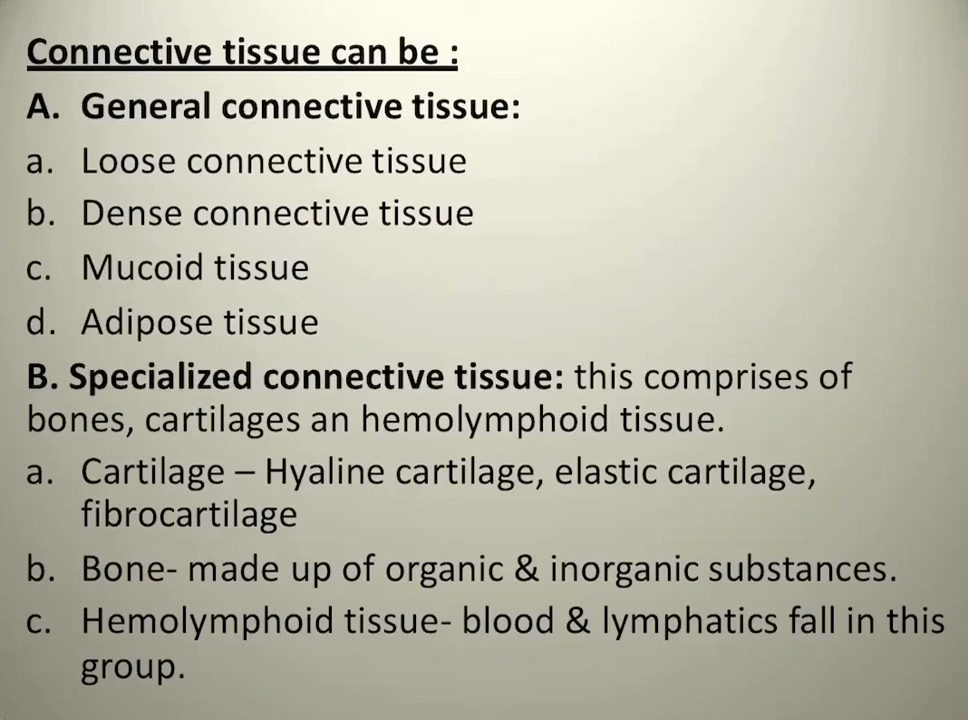 Connective tissue can be :
A. General connective tissue:
a. Loose connective tissue
b. Dense connective tissue
c. Mucoid tissue
d. Adipose tissue
B. Specialized connective tissue: this comprises of
bones, cartilages an hemolymphoid tissue.
a. Cartilage – Hyaline cartilage, elastic cartilage,
fibrocartilage
b. Bone- made up of organic & inorganic substances.
c. Hemolymphoid tissue- blood & lymphatics fall in this
group.